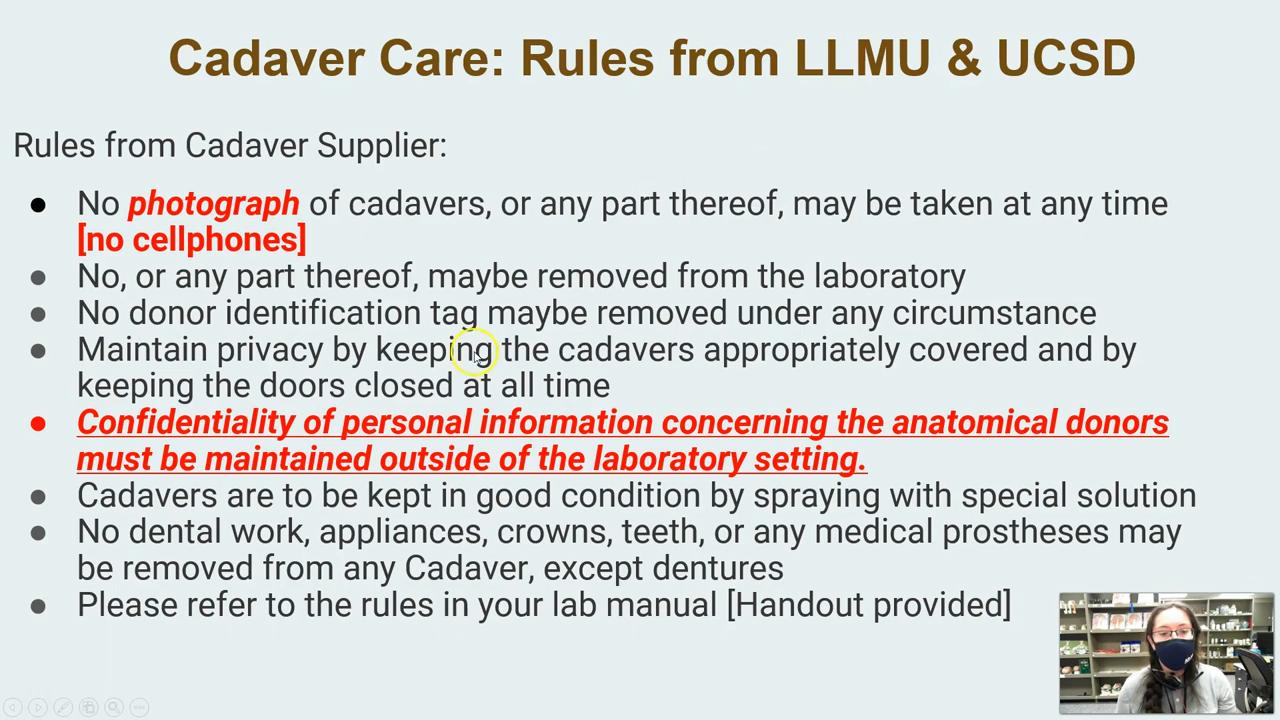 Cadaver Care: Rules from LLMU & UCSD
Rules from Cadaver Supplier:
● No photograph of cadavers, or any part thereof, may be taken at any time
[no cellphones]
● No, or any part thereof, maybe removed from the laboratory
● No donor identification tag maybe removed under any circumstance
● Maintain privacy by keeping the cadavers appropriately covered and by
keeping the doors closed at all time
● Confidentiality of personal information concerning the anatomical donors
must be maintained outside of the laboratory setting.
● Cadavers are to be kept in good condition by spraying with special solution
● No dental work, appliances, crowns, teeth, or any medical prostheses may
be removed from any Cadaver, except dentures
● Please refer to the rules in your lab manual [Handout provided]